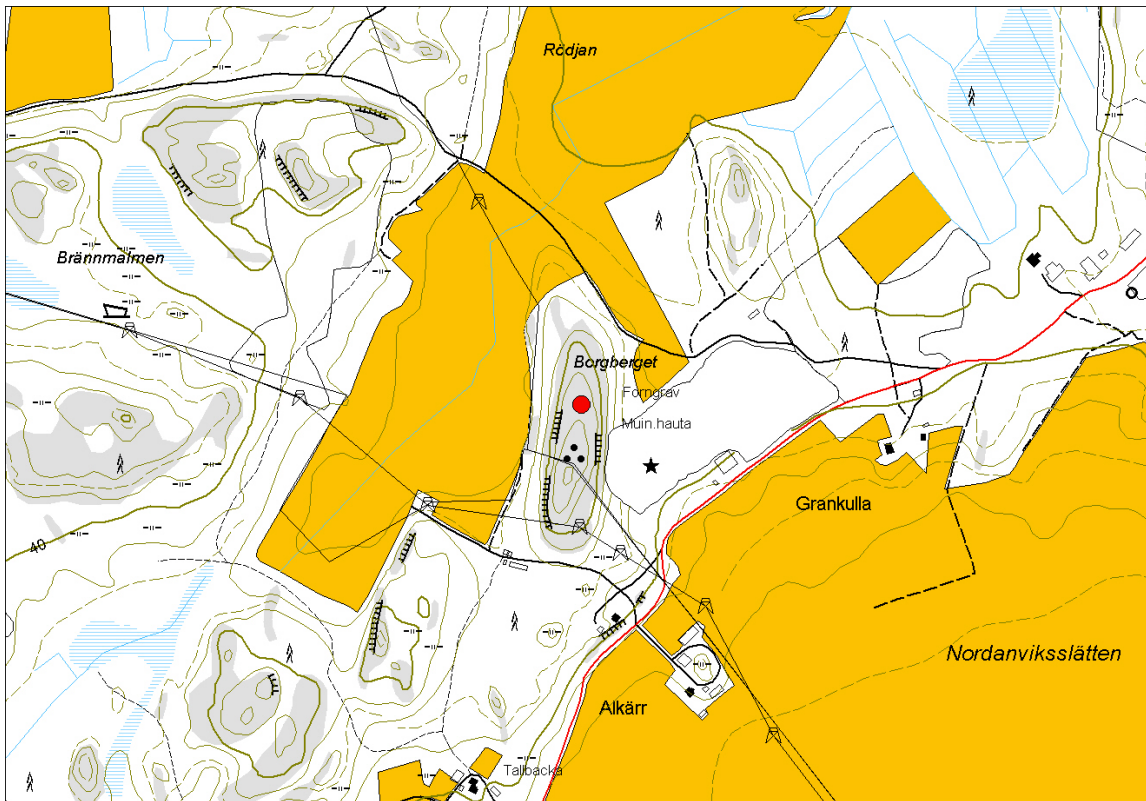 Rödjan
Brännmalmen
Borgberget
Forngrav
Muin.hauta
Grankulla
40
Nordanviksslätten
Alkärr
Tallbacka